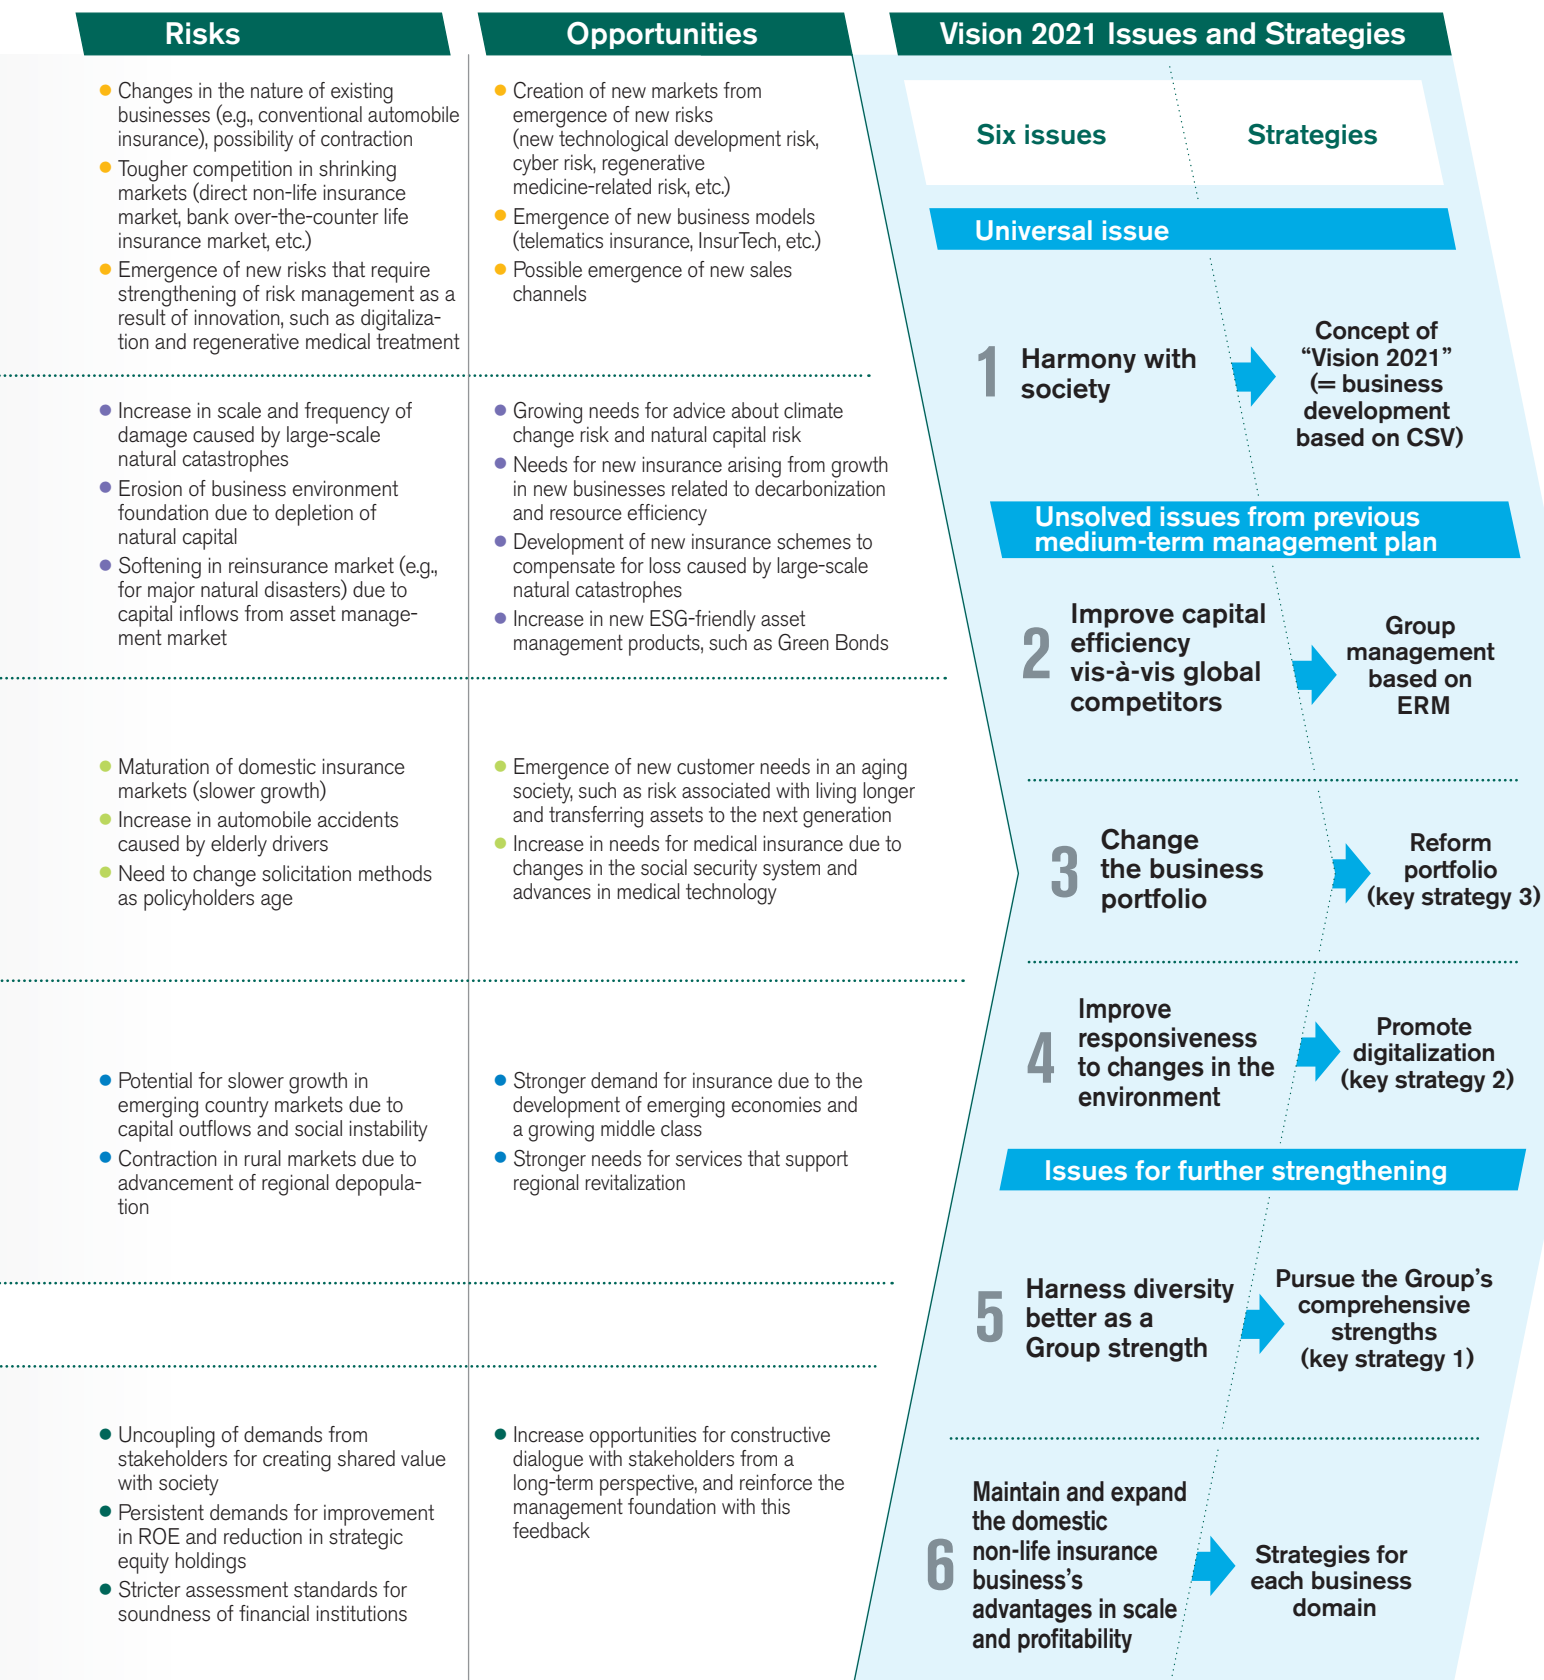 Risks
Changes in the nature of existing
businesses (e.g., conventional automobile
insurance), possibility of contraction
Tougher competition in shrinking
markets (direct non-life insurance
market, bank over-the-counter life
insurance market, etc.)
Emergence of new risks that require
strengthening of risk management as a
result of innovation, such as digitaliza-
tion and regenerative medical treatment
Increase in scale and frequency of
damage caused by large-scale
natural catastrophes
Erosion of business environment
foundation due to depletion of
natural capital
Softening in reinsurance market (e.g.,
for major natural disasters) due to
capital inflows from asset manage-
ment market
Maturation of domestic insurance
markets (slower growth)
Increase in automobile accidents
caused by elderly drivers
Need to change solicitation methods
as policyholders age
Potential for slower growth in
emerging country markets due to
capital outflows and social instability
Contraction in rural markets due to
advancement of regional depopula-
tion
Uncoupling of demands from
stakeholders for creating shared value
with society
Persistent demands for improvement
in ROE and reduction in strategic
equity holdings
Stricter assessment standards for
soundness of financial institutions
Opportunities
Creation of new markets from
emergence of new risks
(new technological development risk,
cyber risk, regenerative
medicine-related risk, etc.)
Emergence of new business models
(telematics insurance, InsurTech, etc.)
Possible emergence of new sales
channels
Growing needs for advice about climate
change risk and natural capital risk
Needs for new insurance arising from growth
in new businesses related to decarbonization
and resource efficiency
Development of new insurance schemes to
compensate for loss caused by large-scale
natural catastrophes
Increase in new ESG-friendly asset
management products, such as Green Bonds
Emergence of new customer needs in an aging
society, such as risk associated with living longer
and transferring assets to the next generation
Increase in needs for medical insurance due to
changes in the social security system and
advances in medical technology
Stronger demand for insurance due to the
development of emerging economies and
a growing middle class
Stronger needs for services that support
regional revitalization
Increase opportunities for constructive
dialogue with stakeholders from a
long-term perspective, and reinforce the
management foundation with this
feedback
Vision 2021 Issues and Strategies
Six issues
Strategies
Universal issue
1
Harmony with
society
Concept of
“Vision 2021”
(= business
development
based on CSV)
Unsolved issues from previous
medium-term management plan
2
Improve capital
efficiency
vis-à-vis global
competitors
Group
management
based on
ERM
3
Change
the business
portfolio
Reform
portfolio
(key strategy 3)
4
Improve
responsiveness
to changes in the
environment
Promote
digitalization
(key strategy 2)
Issues for further strengthening
5
Harness diversity
better as a
Group strength
Pursue the Group’s
comprehensive
strengths
(key strategy 1)
6
Maintain and expand
the domestic
non-life insurance
business’s
advantages in scale
and profitability
Strategies for
each business
domain